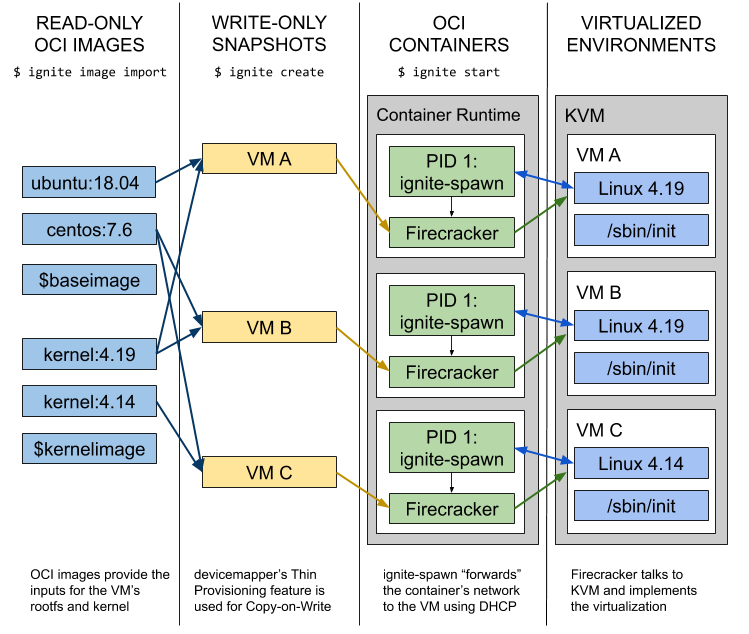 READ-ONLY
OCI IMAGES
$ ignite image import
ubuntu:18.04
centos:7.6
$baseimage
kernel:4.19
kernel:4.14
$kernelimage
OCI images provide the
inputs for the VM's
rootfs and kernel
WRITE-ONLY
SNAPSHOTS
$ ignite create
VM A
VM B
VM C
devicemapper's Thin
Provisioning feature is
used for Copy-on-Write
OCI
CONTAINERS
$ ignite start
Container Runtime
PID 1:
ignite-spawn
Firecracker
PID 1:
ignite-spawn
Firecracker
PID 1:
ignite-spawn
Firecracker
ignite-spawn “forwards”
the container's network
to the VM using DHCP
VIRTUALIZED
ENVIRONMENTS
KVM
VM A
Linux 4.19
/sbin/init
VM B
Linux 4.19
/sbin/init
VM C
Linux 4.14
/sbin/init
Firecracker talks to
KVM and implements
the virtualization